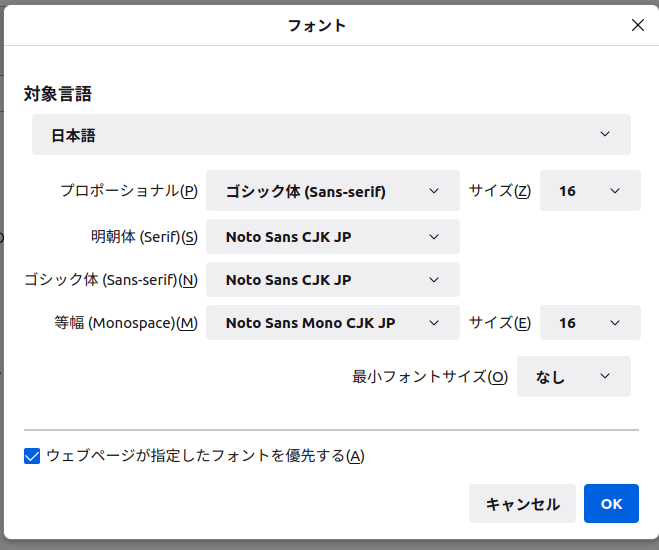 フォント
対象言語
日本語
プロポーショナル(P) ゴシック体 (Sans-serif) サイズ(Z) 16
明朝体 (Serif)(S) Noto Sans CJK JP
ゴシック体 (Sans-serif)(N) Noto Sans CJK JP
等幅 (Monospace)(M) Noto Sans Mono CJK JP サイズ(E) 16
最小フォントサイズ(O) なし
ウェブページが指定したフォントを優先する(A)
キャンセル OK